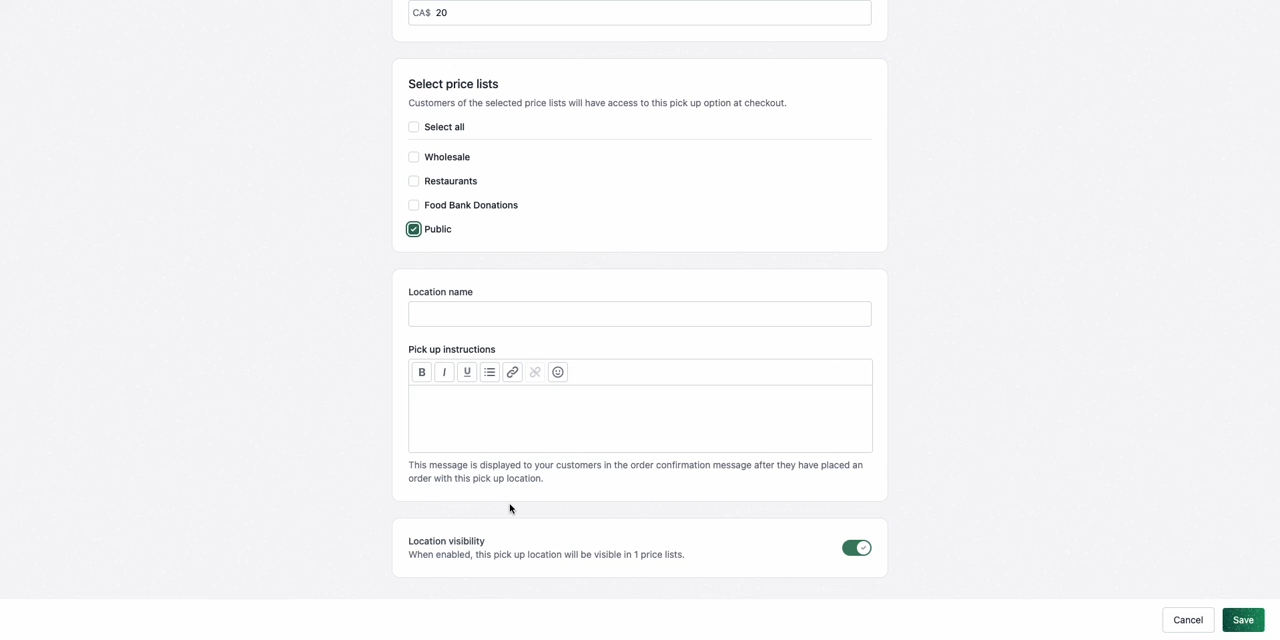 CA$ 20
Select price lists
Customers of the selected price lists will have access to this pick up option at checkout.
Select all
Wholesale
Restaurants
Food Bank Donations
Public
Location name
Pick up instructions
B I U
This message is displayed to your customers in the order confirmation message after they have placed an
order with this pick up location.
Location visibility
When enabled, this pick up location will be visible in 1 price lists.
Cancel Save